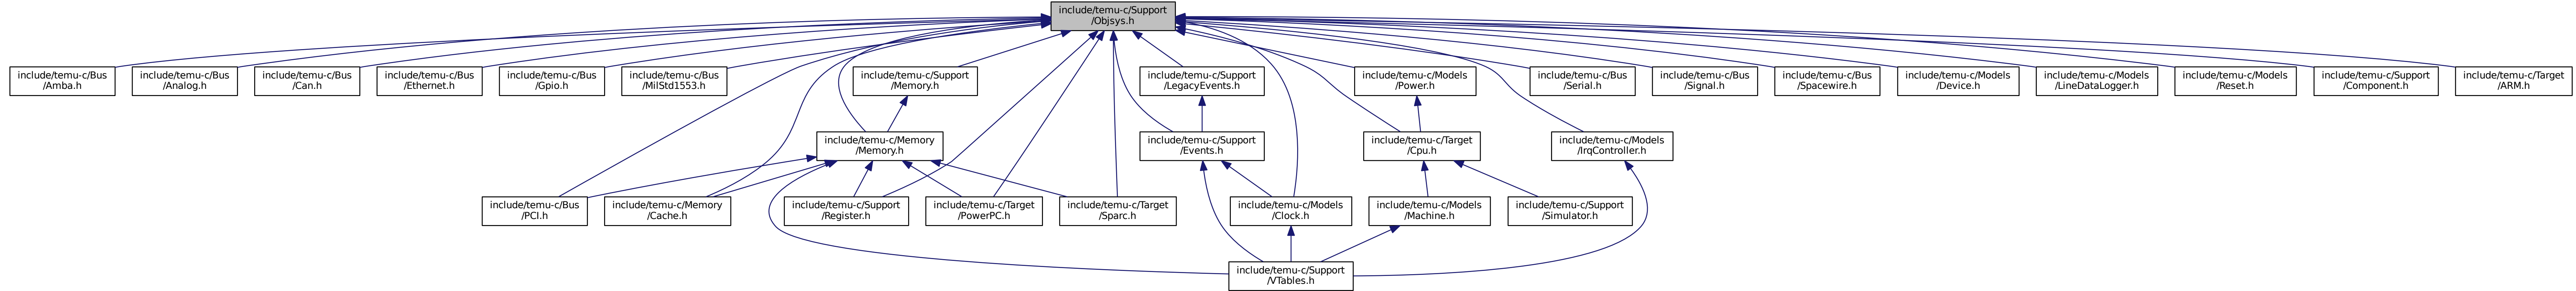 include/temu-c/Support
/Objsys.h
include/temu-c/Bus
/Amba.h
include/temu-c/Bus
/Analog.h
include/temu-c/Bus
/Can.h
include/temu-c/Bus
/Ethernet.h
include/temu-c/Bus
/Gpio.h
include/temu-c/Bus
/MilStd1553.h
include/temu-c/Support
/Memory.h
include/temu-c/Support
/LegacyEvents.h
include/temu-c/Models
/Power.h
include/temu-c/Bus
/Serial.h
include/temu-c/Bus
/Signal.h
include/temu-c/Bus
/Spacewire.h
include/temu-c/Models
/Device.h
include/temu-c/Models
/LineDataLogger.h
include/temu-c/Models
/Reset.h
include/temu-c/Support
/Component.h
include/temu-c/Target
/ARM.h
include/temu-c/Memory
/Memory.h
include/temu-c/Support
/Events.h
include/temu-c/Target
/Cpu.h
include/temu-c/Models
/IrqController.h
include/temu-c/Bus
/PCI.h
include/temu-c/Memory
/Cache.h
include/temu-c/Support
/Register.h
include/temu-c/Target
/PowerPC.h
include/temu-c/Target
/Sparc.h
include/temu-c/Models
/Clock.h
include/temu-c/Models
/Machine.h
include/temu-c/Support
/Simulator.h
include/temu-c/Support
/VTables.h